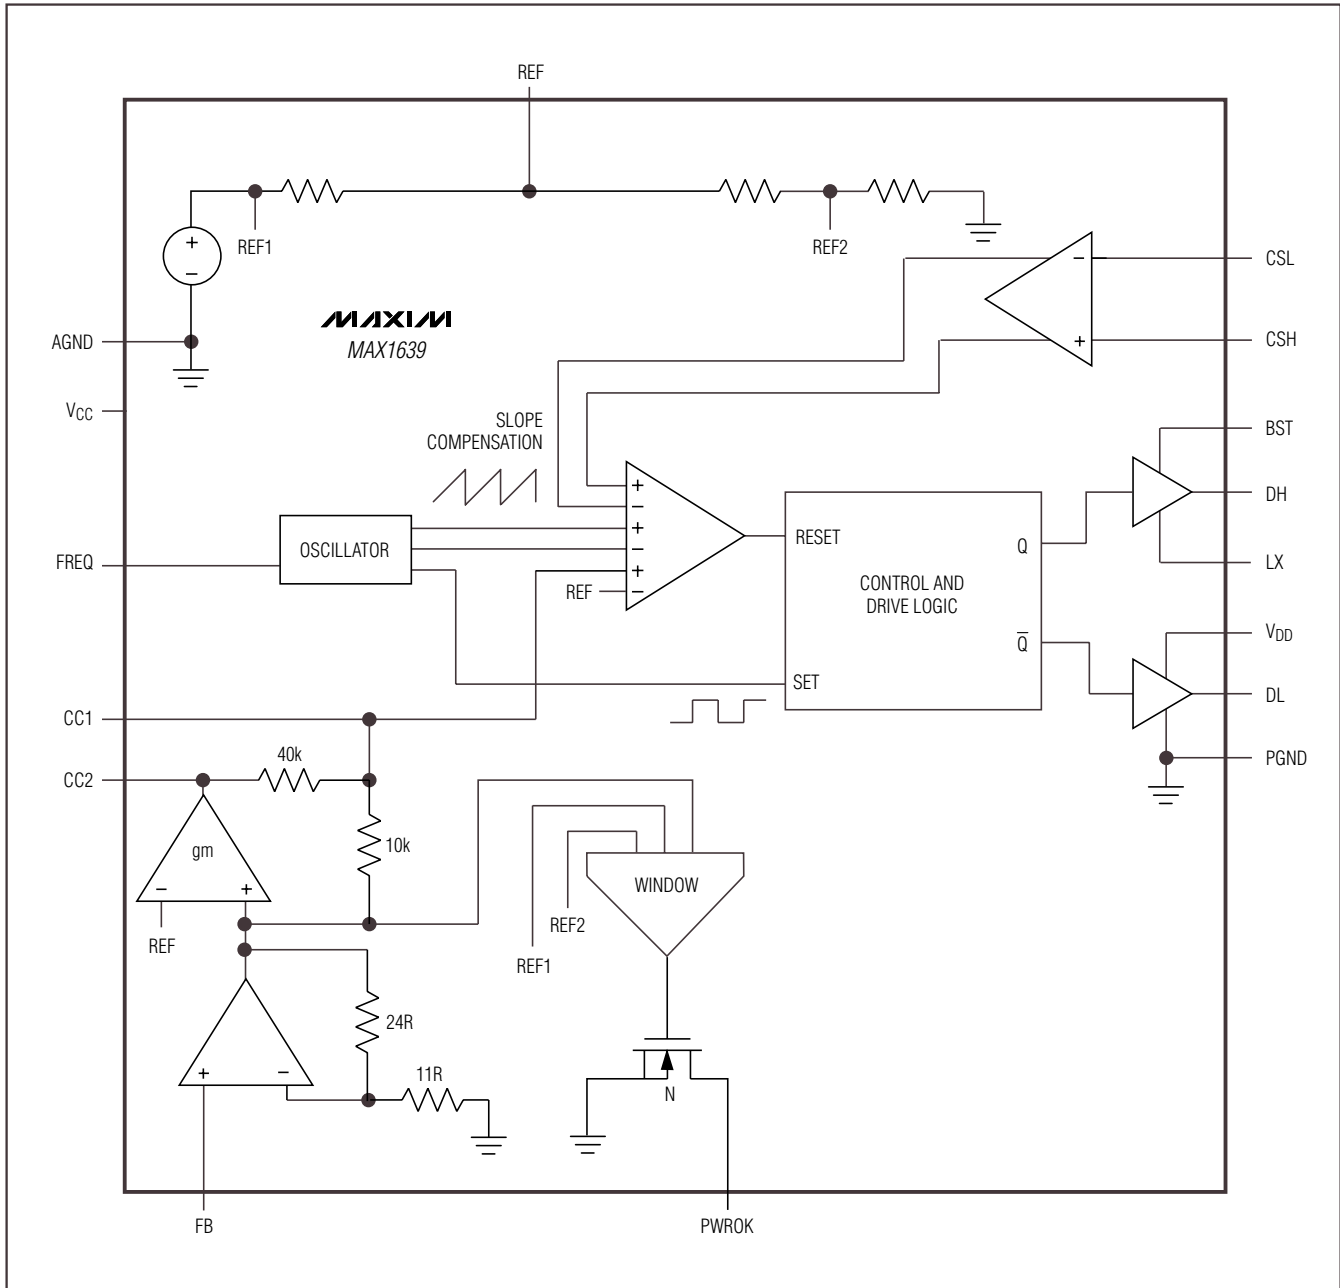 REF
REF1
REF2
+
−
−
CSL
AGND
MAXIM
MAX1639
+
CSH
VCC
SLOPE
COMPENSATION
BST
+
−
+
−
+
−
DH
OSCILLATOR
RESET
Q
FREQ
REF
CONTROL AND
DRIVE LOGIC
LX
Q̅
VDD
SET
DL
CC1
40k
CC2
PGND
gm
10k
− +
WINDOW
REF
REF2
REF1
24R
+ −
11R
N
FB
PWROK